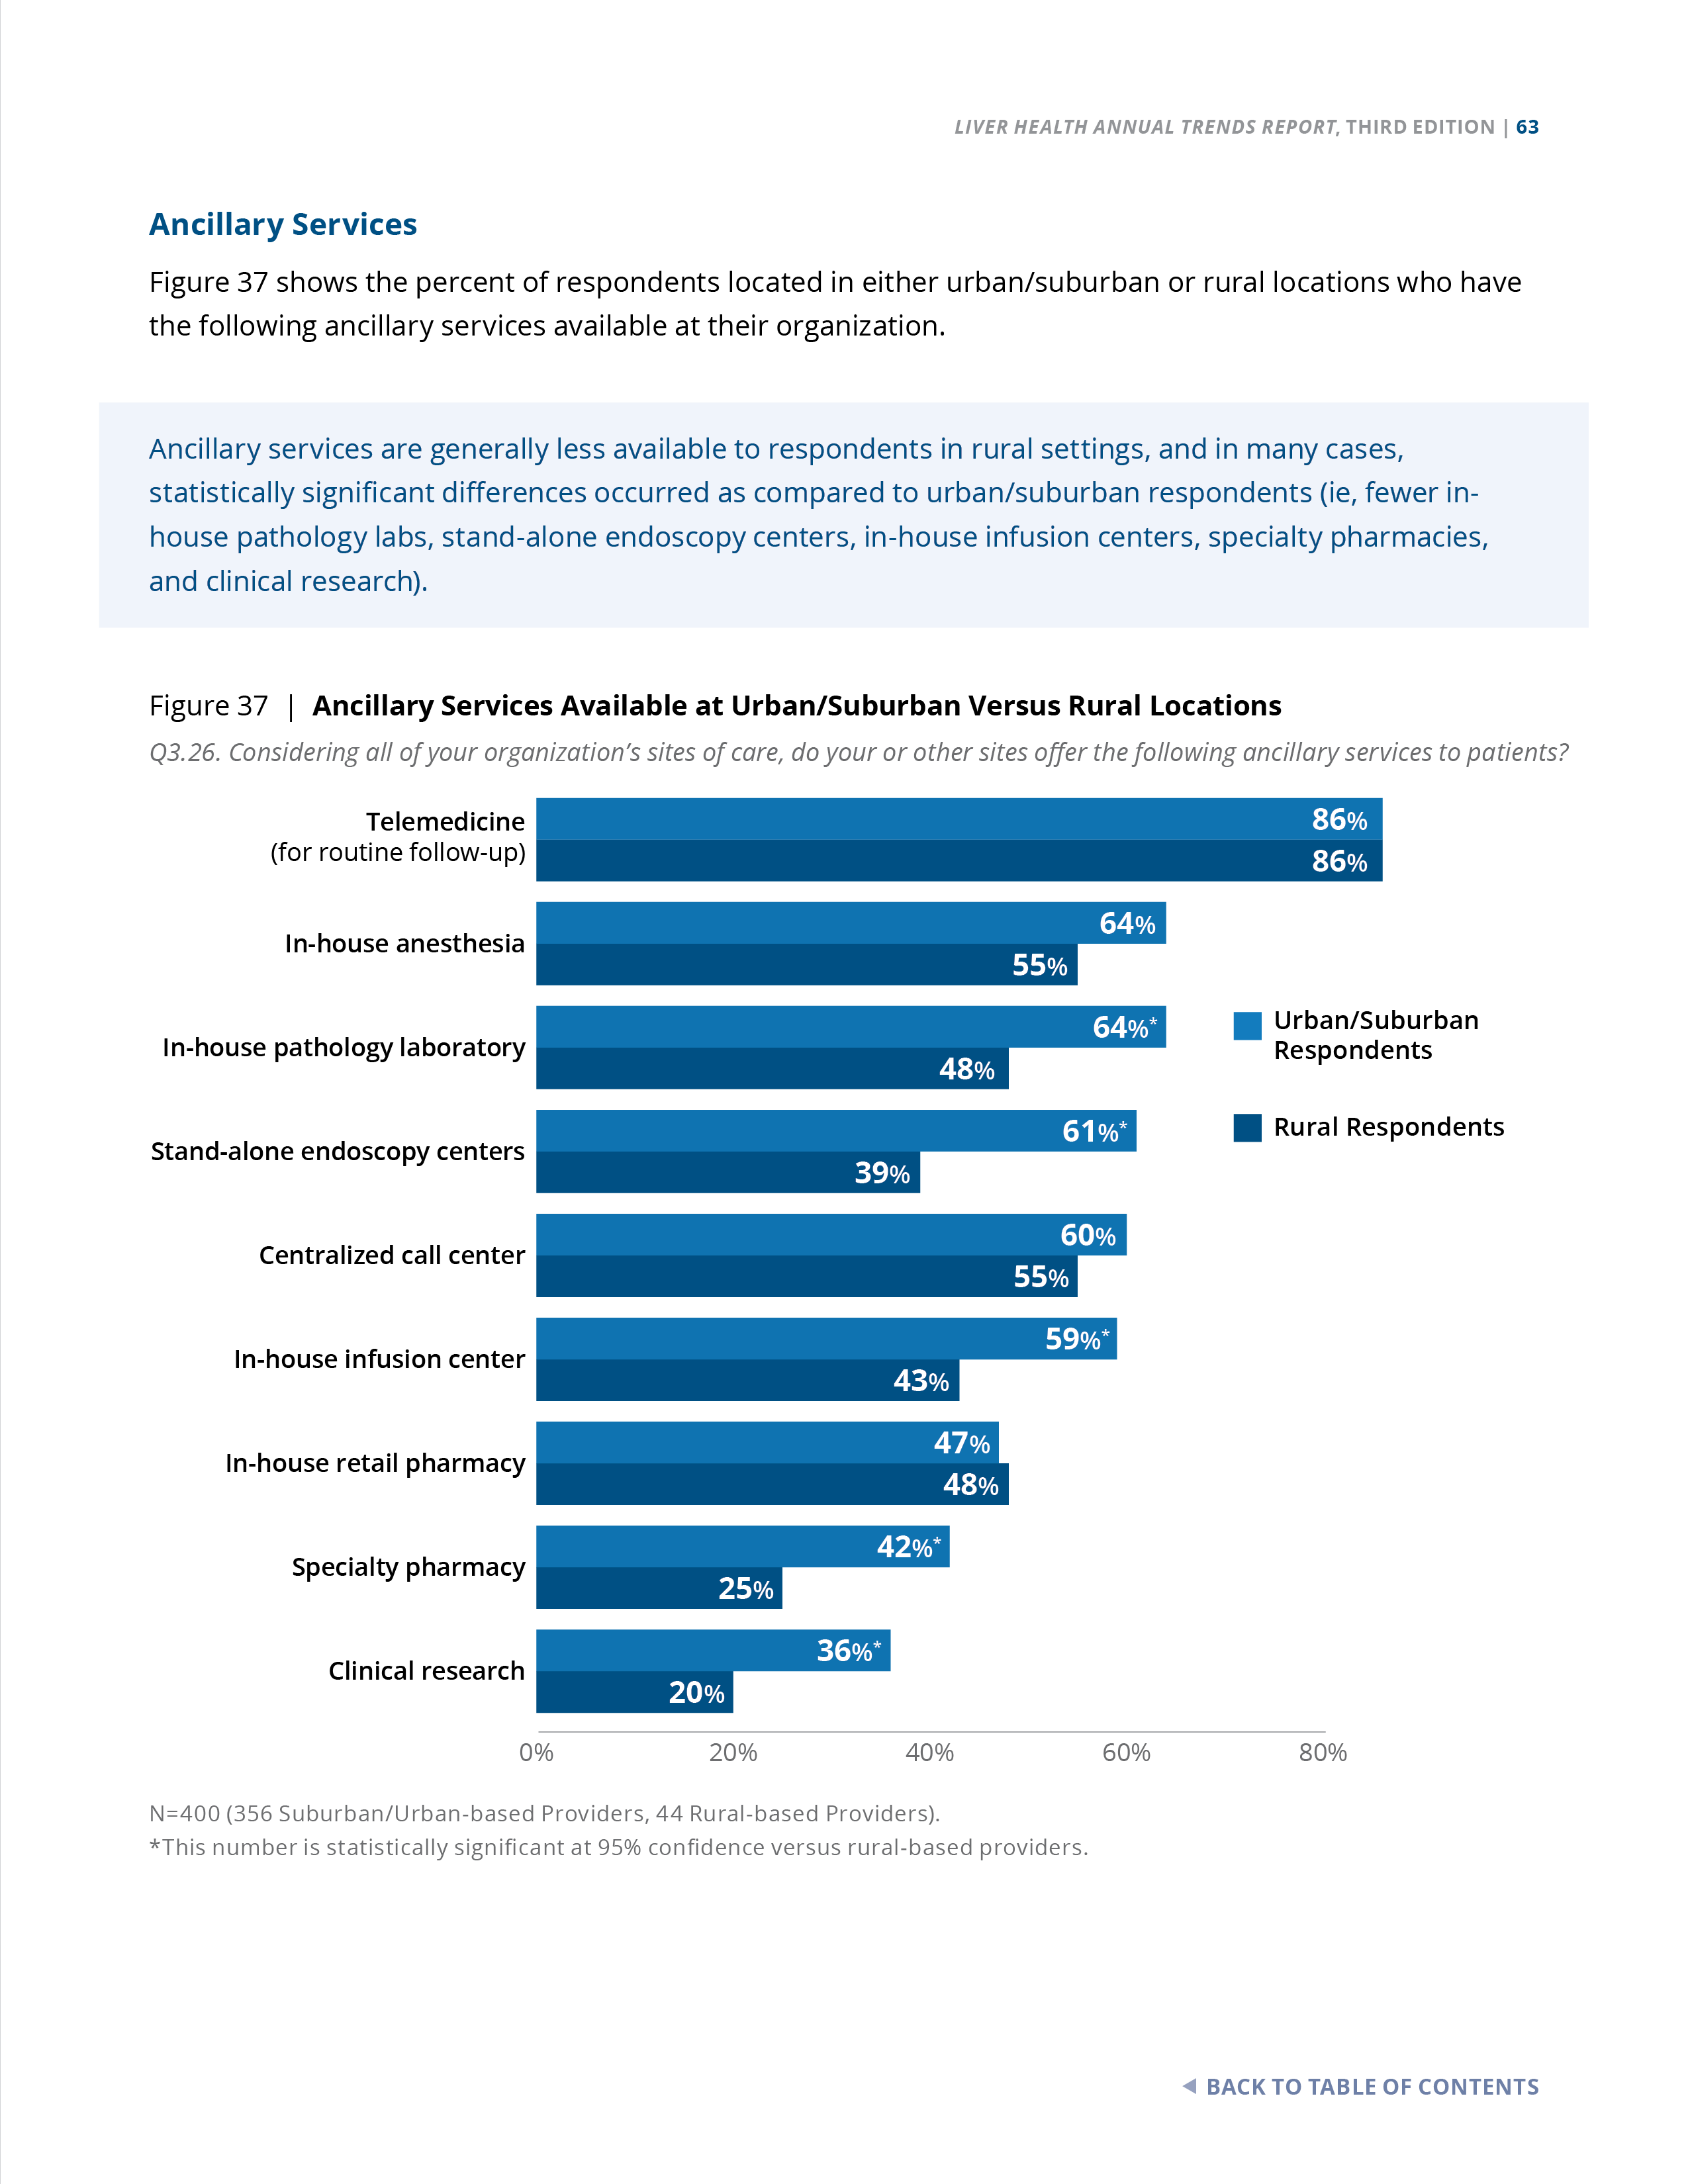 LIVER HEALTH ANNUAL TRENDS REPORT, THIRD EDITION | 63
Ancillary Services
Figure 37 shows the percent of respondents located in either urban/suburban or rural locations who have
the following ancillary services available at their organization.
Ancillary services are generally less available to respondents in rural settings, and in many cases,
statistically significant differences occurred as compared to urban/suburban respondents (ie, fewer in-
house pathology labs, stand-alone endoscopy centers, in-house infusion centers, specialty pharmacies,
and clinical research).
Figure 37 | Ancillary Services Available at Urban/Suburban Versus Rural Locations
Q3.26. Considering all of your organization’s sites of care, do your or other sites offer the following ancillary services to patients?
Telemedicine
(for routine follow-up)
86%
86%
In-house anesthesia
64%
55%
In-house pathology laboratory
64%*
48%
Urban/Suburban
Respondents
Stand-alone endoscopy centers
61%*
39%
Rural Respondents
Centralized call center
60%
55%
In-house infusion center
59%*
43%
In-house retail pharmacy
47%
48%
Specialty pharmacy
42%*
25%
Clinical research
36%*
20%
0% 20% 40% 60% 80%
N=400 (356 Suburban/Urban-based Providers, 44 Rural-based Providers).
*This number is statistically significant at 95% confidence versus rural-based providers.
BACK TO TABLE OF CONTENTS